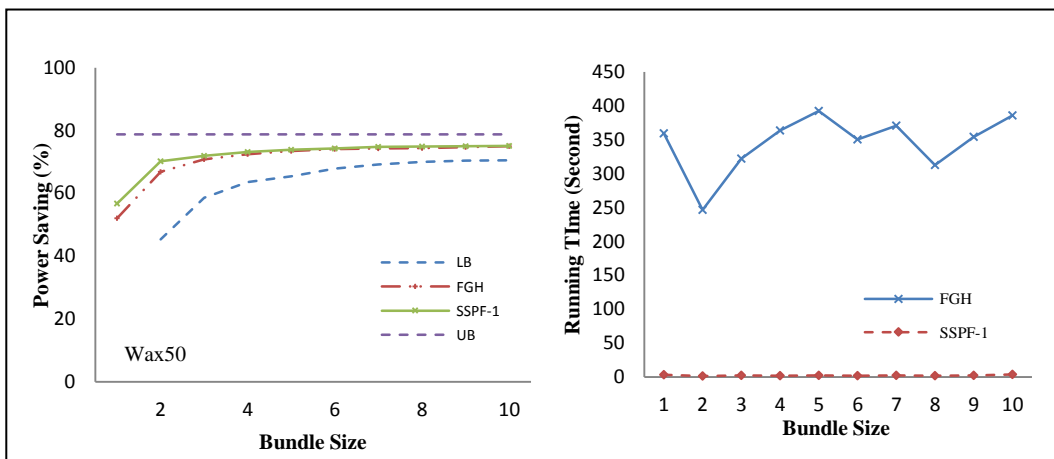 100
80
60
40
20
0
Power Saving (%)
LB
FGH
SSPF-1
UB
Wax50
2 4 6 8 10
Bundle Size
450
400
350
300
250
200
150
100
50
0
Running TIme (Second)
FGH
SSPF-1
1 2 3 4 5 6 7 8 9 10
Bundle Size